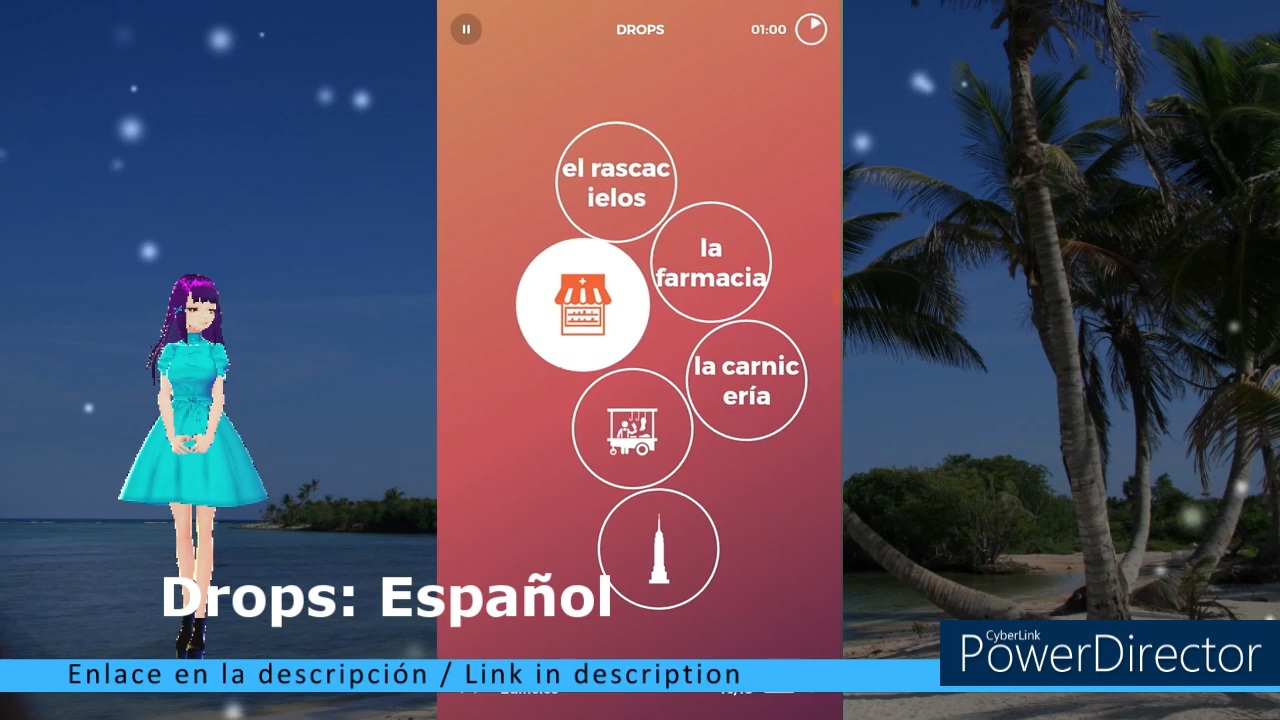 DROPS
01:00
el rascac
ielos
la
farmacia
la carnic
ería
Drops: Español
Enlace en la descripción / Link in description
CyberLink
PowerDirector